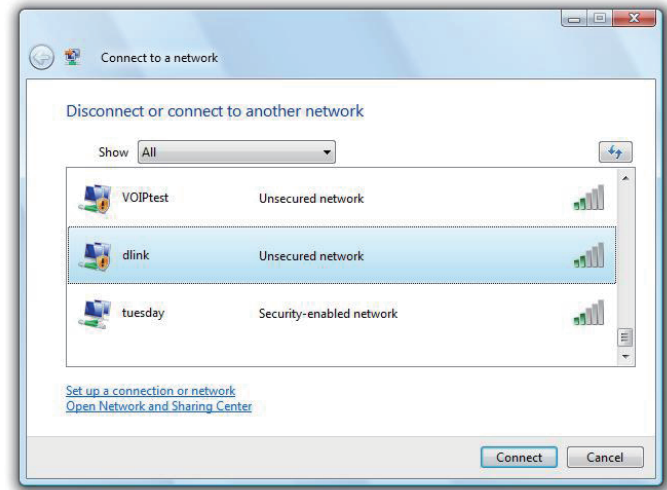 Connect to a network
Disconnect or connect to another network
Show All
VOIPtest Unsecured network
dlink Unsecured network
tuesday Security-enabled network
Set up a connection or network
Open Network and Sharing Center
Connect Cancel